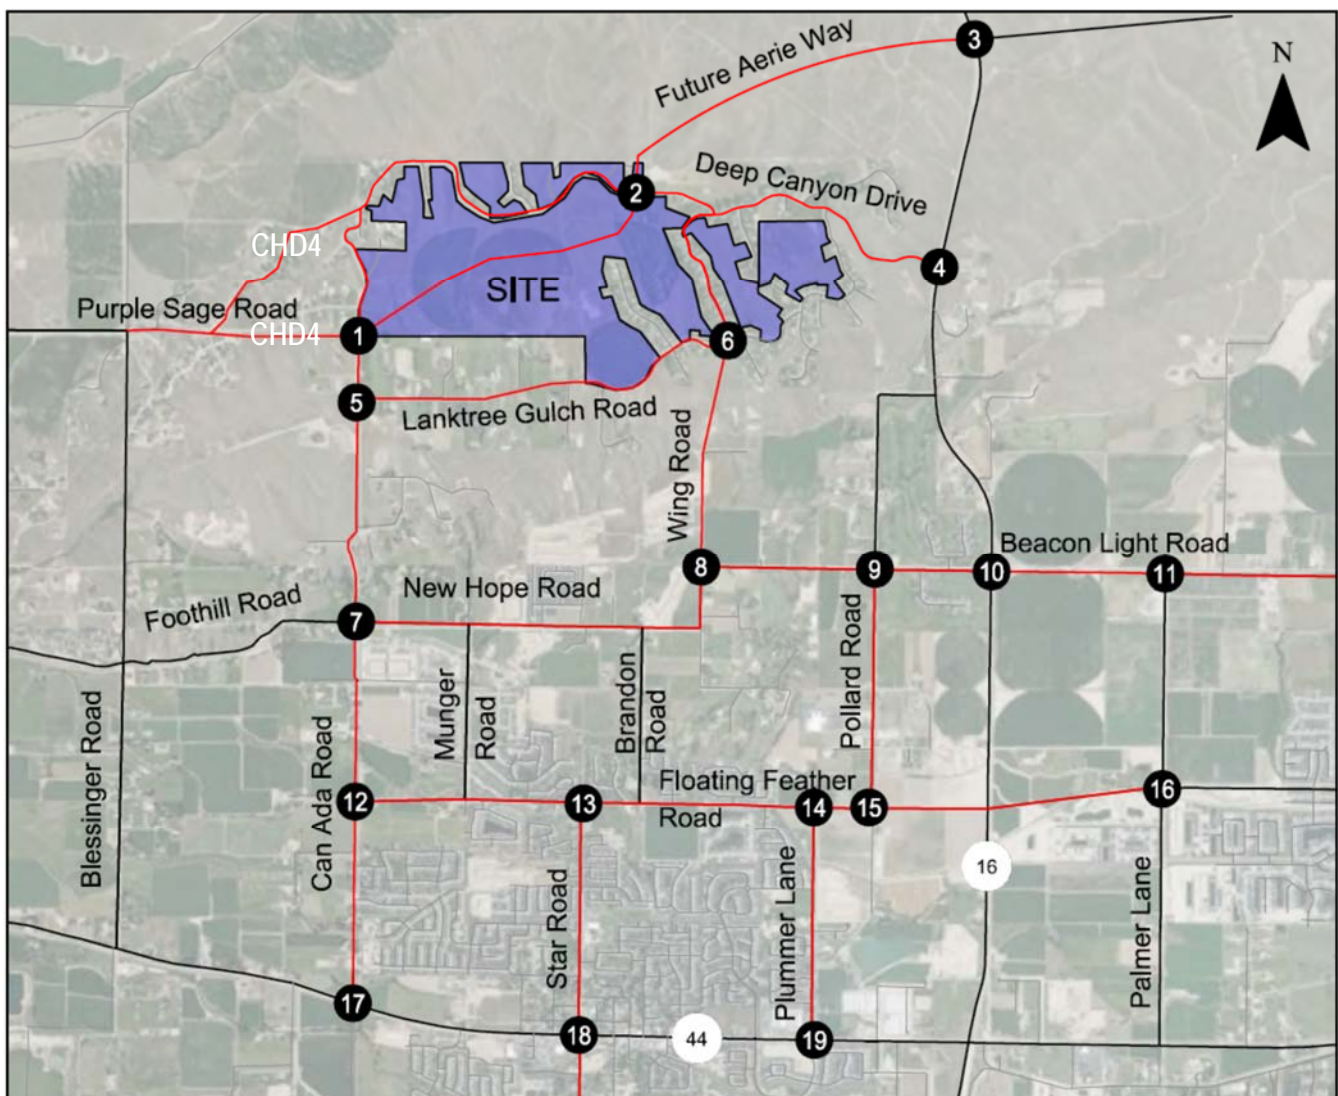 Future Aerie Way
3
N
Deep Canyon Drive
2
CHD4
4
SITE
Purple Sage Road
CHD4
1
6
5
Lanktree Gulch Road
Wing Road
8
9
10
Beacon Light Road
11
New Hope Road
Foothill Road
7
Munger
Road
Brandon
Road
Pollard Road
Blessinger Road
Can Ada Road
Floating Feather
Road
12
13
14
15
16
16
Star Road
Plummer Lane
Palmer Lane
17
18
44
19